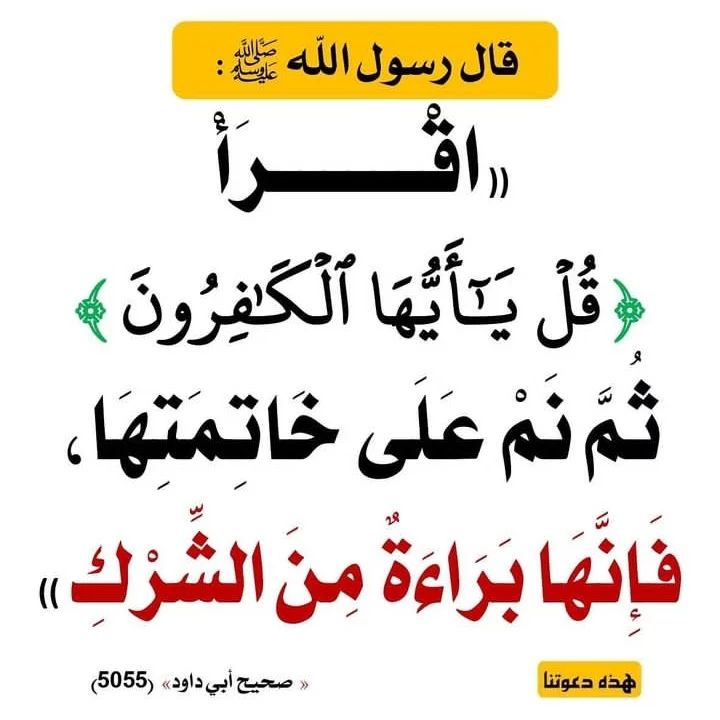 قال رسول الله ﷺ :
((اقْـــــرَأْ
﴿ قُلْ يَـٰٓأَيُّهَا ٱلْكَـٰفِرُونَ ﴾
ثُمَّ نَمْ عَلَى خَاتِمَتِهَا،
فَإِنَّهَا بَرَاءَةٌ مِنَ الشِّرْكِ))
هذه دعوتنا
« صحيح أبي داود» (5055)